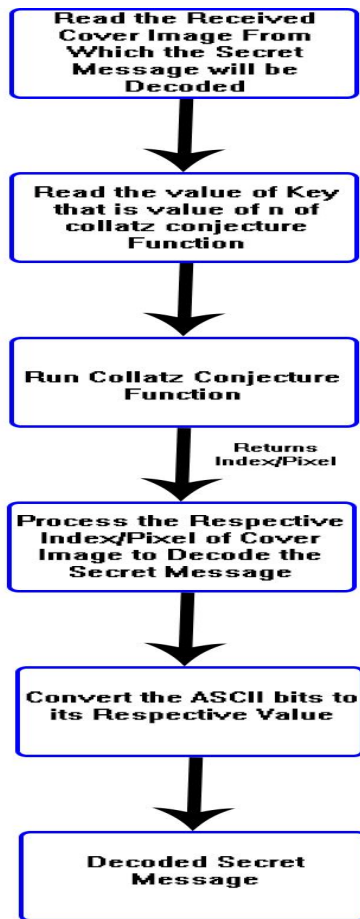 Read the Received
Cover Image From
Which the Secret
Message will be
Decoded
Read the value of Key
that is value of n of
collatz conjecture
Function
Run Collatz Conjecture
Function
Returns
Index/Pixel
Process the Respective
Index/Pixel of Cover
Image to Decode the
Secret Message
Convert the ASCII bits to
its Respective Value
Decoded Secret
Message